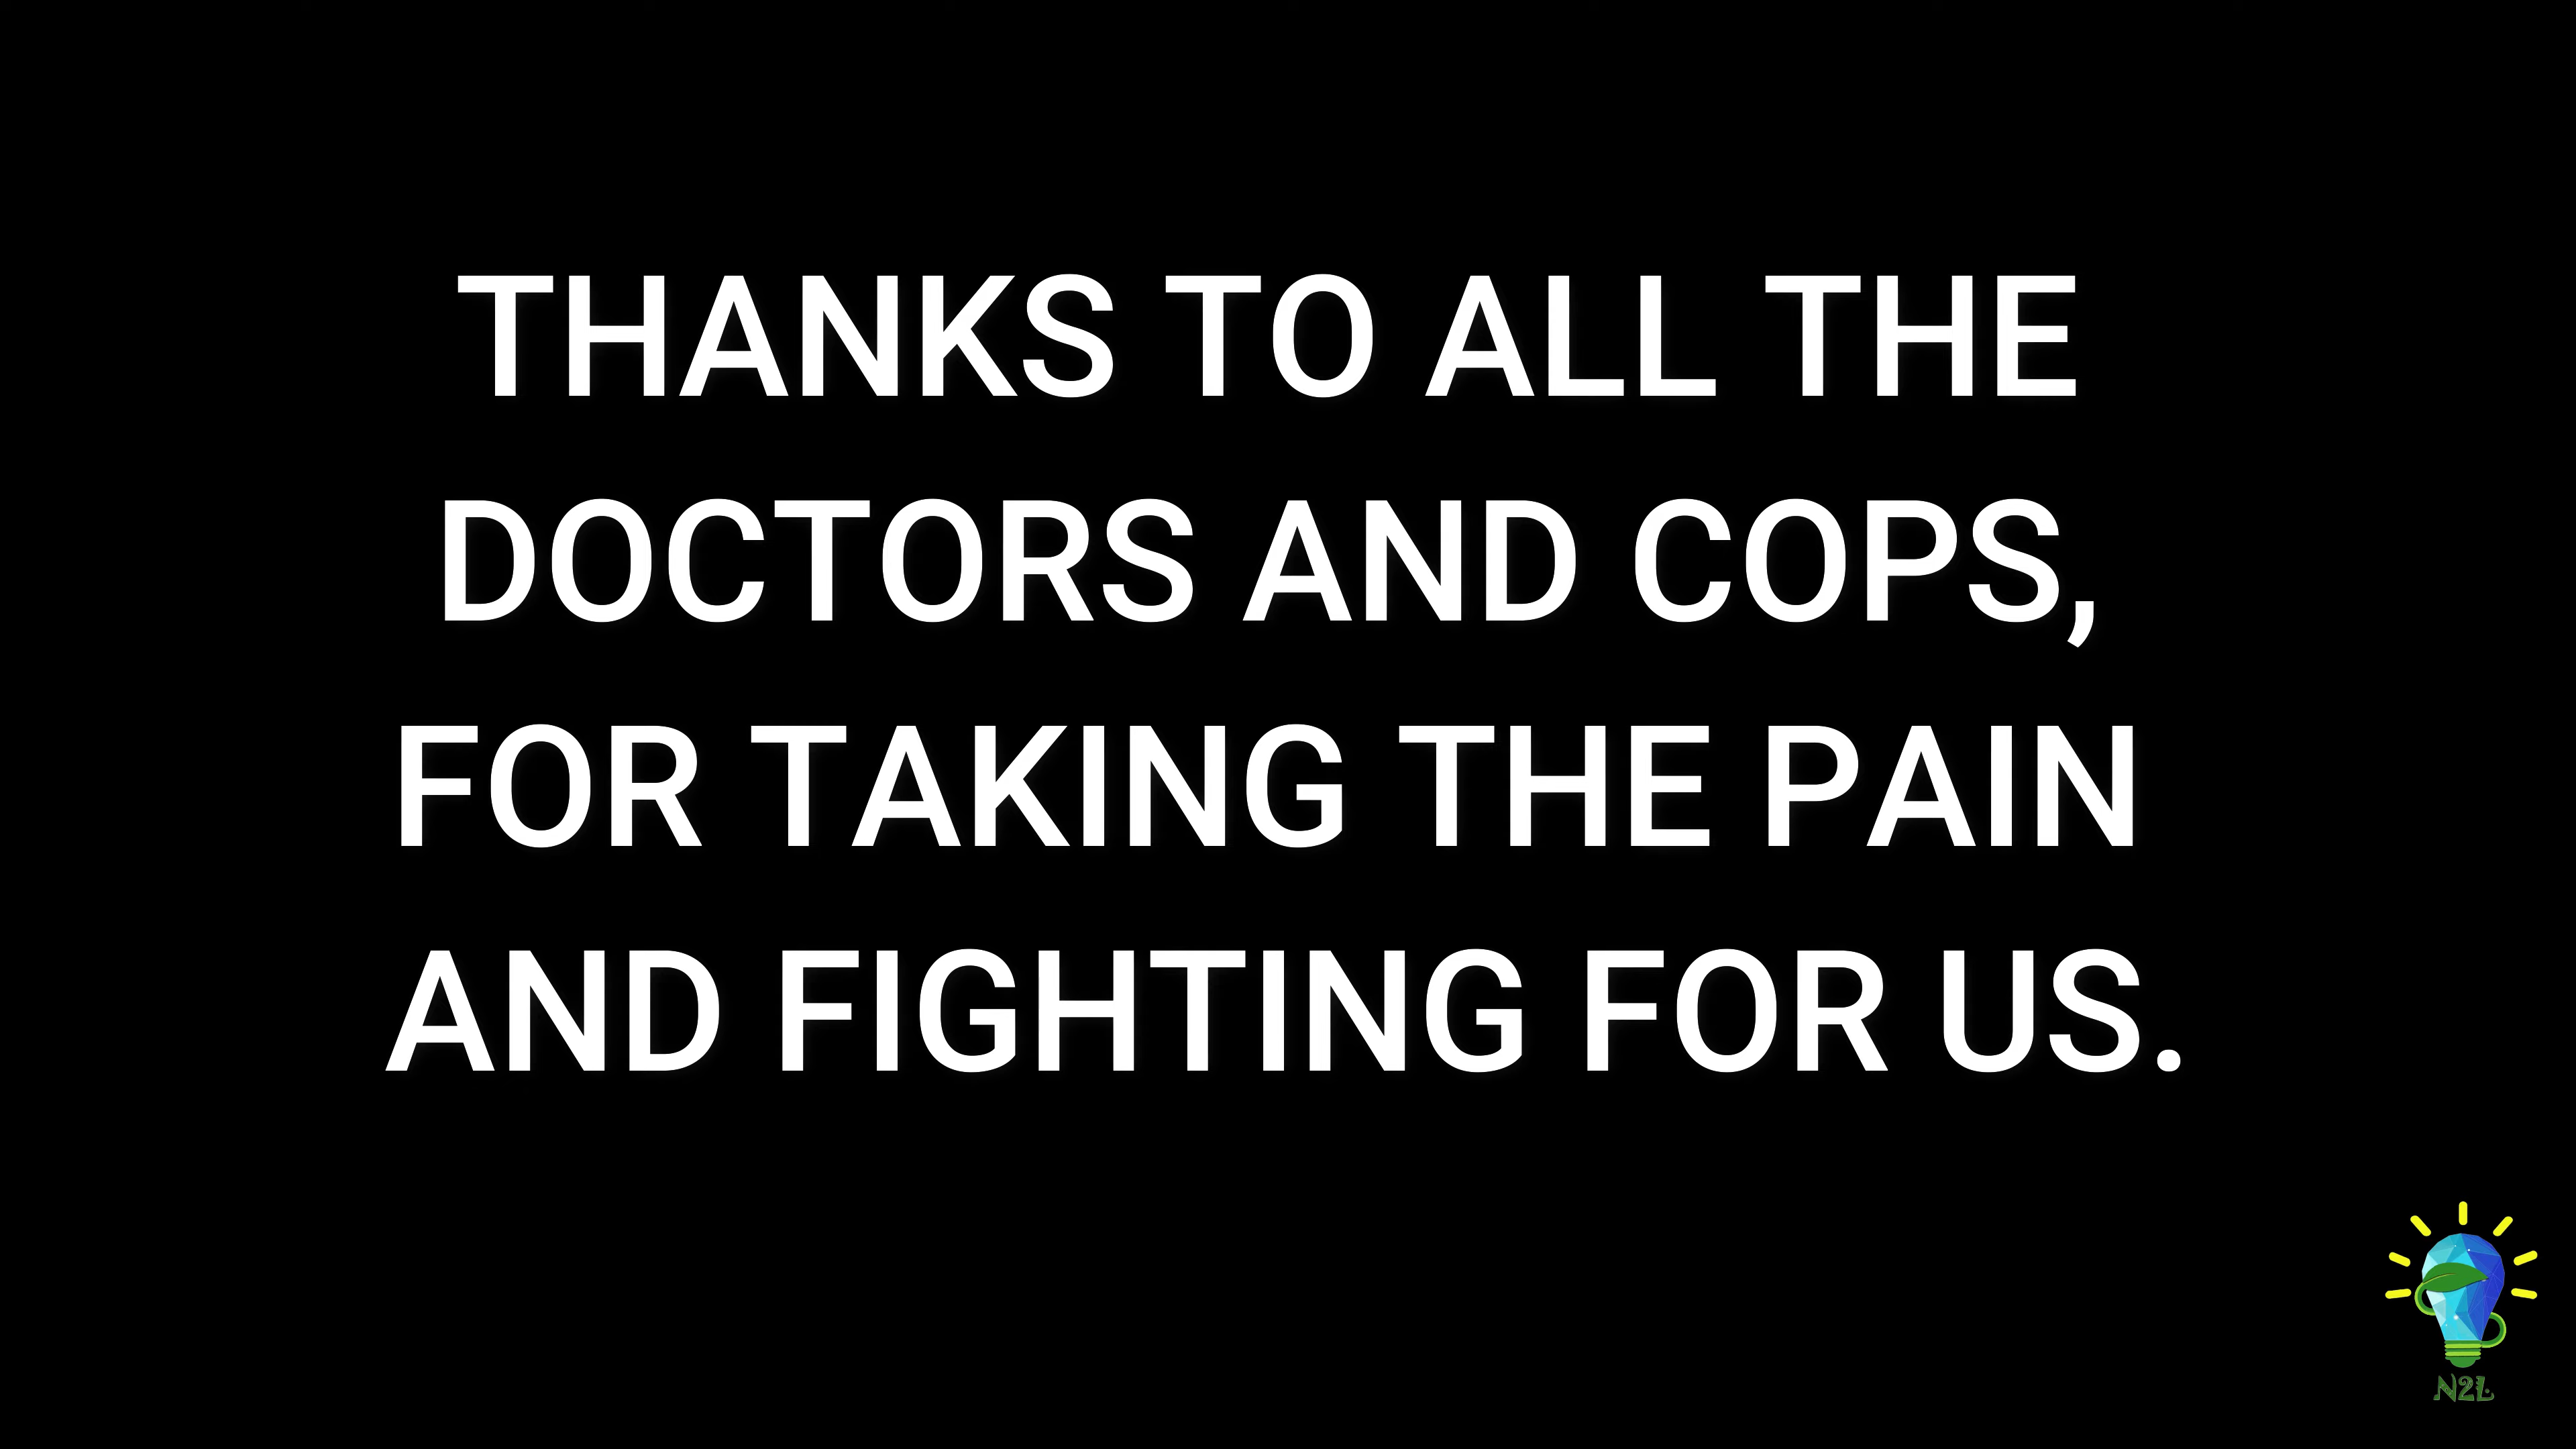 THANKS TO ALL THE
DOCTORS AND COPS,
FOR TAKING THE PAIN
AND FIGHTING FOR US.
N2L